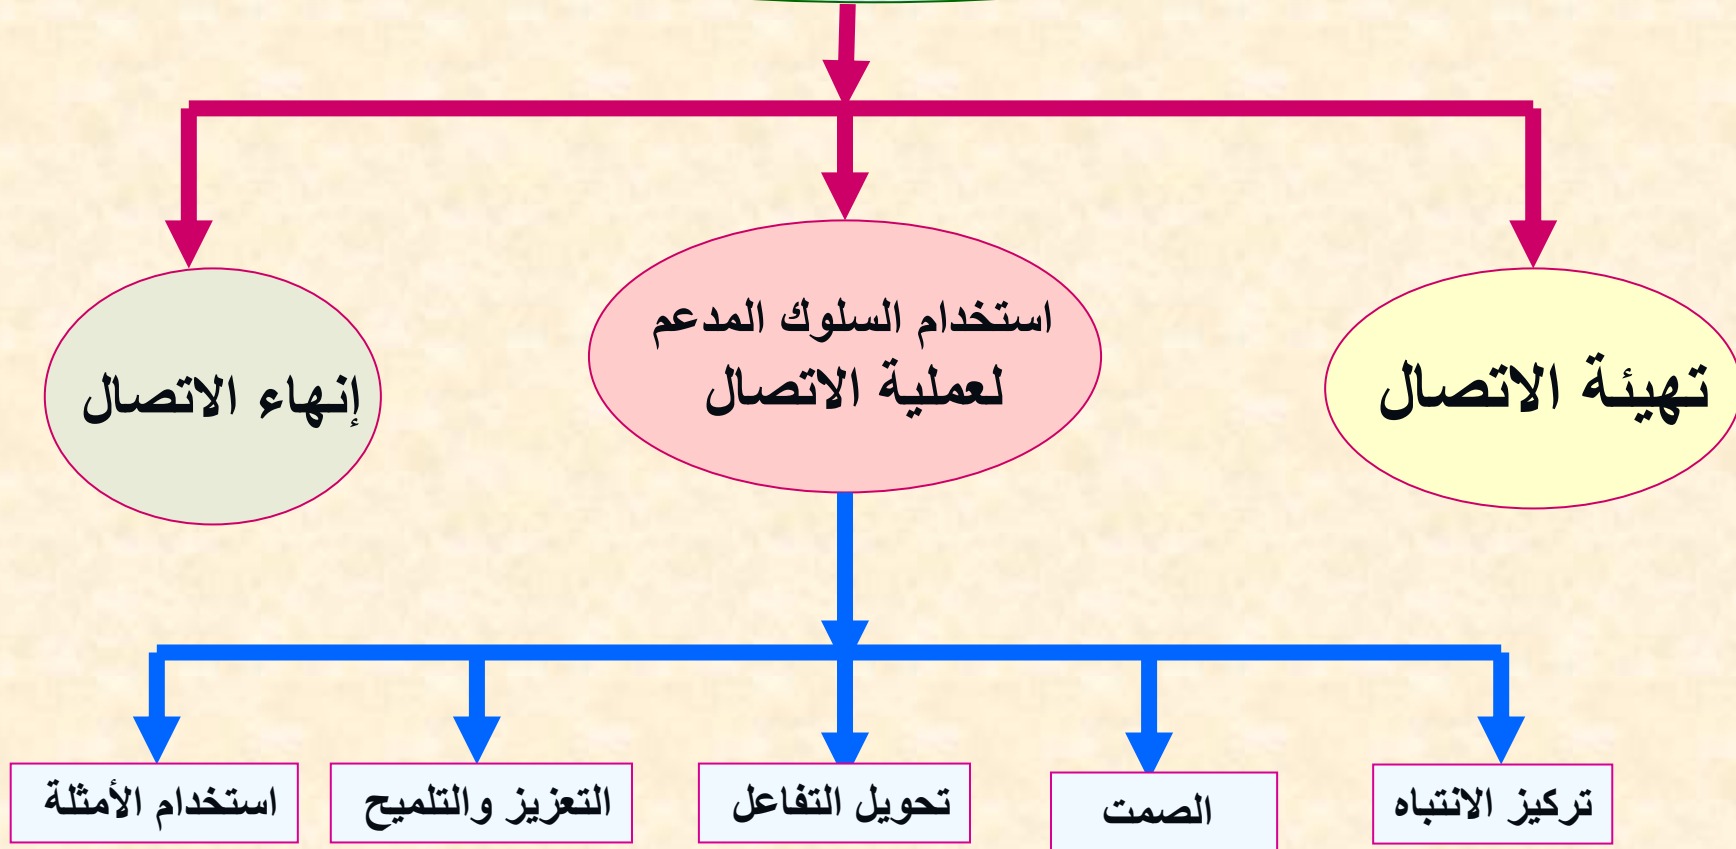 تهيئة الاتصال
استخدام السلوك المدعم
لعملية الاتصال
إنهاء الاتصال
تركيز الانتباه
الصمت
تحويل التفاعل
التعزيز والتلميح
استخدام الأمثلة